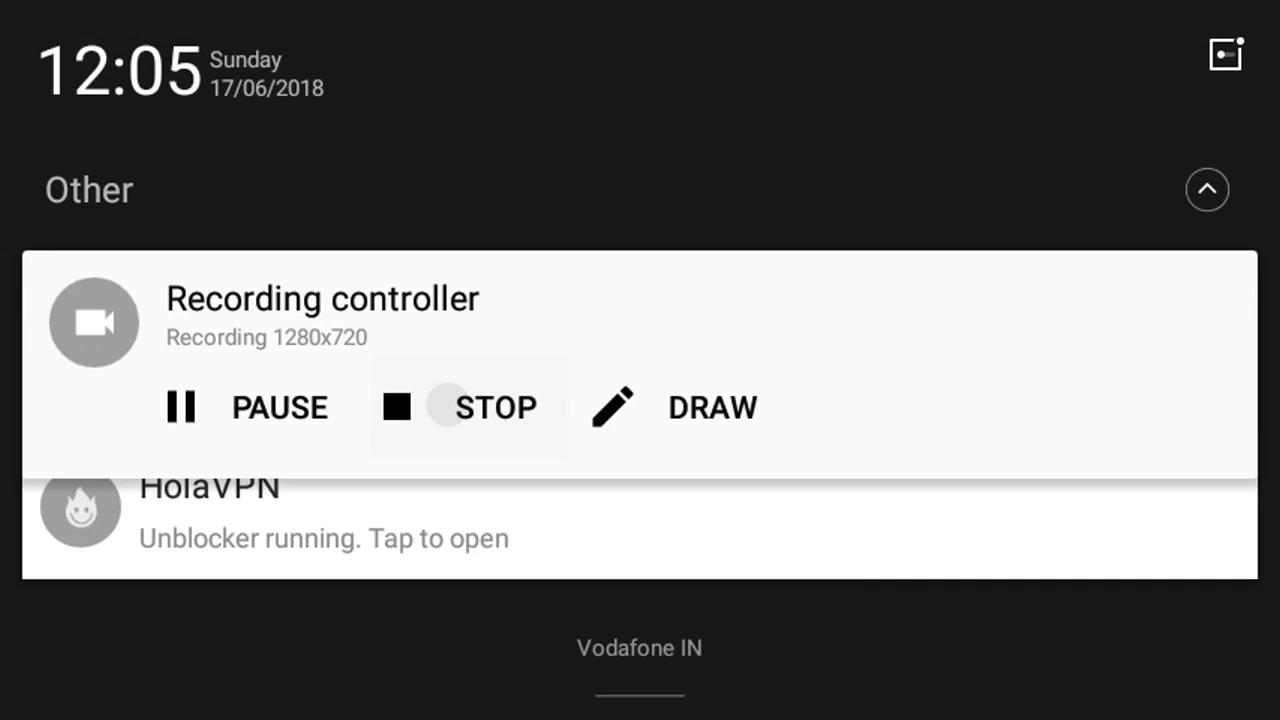 12:05 Sunday
17/06/2018
Other
Recording controller
Recording 1280x720
PAUSE STOP DRAW
HolaVPN
Unblocker running. Tap to open
Vodafone IN